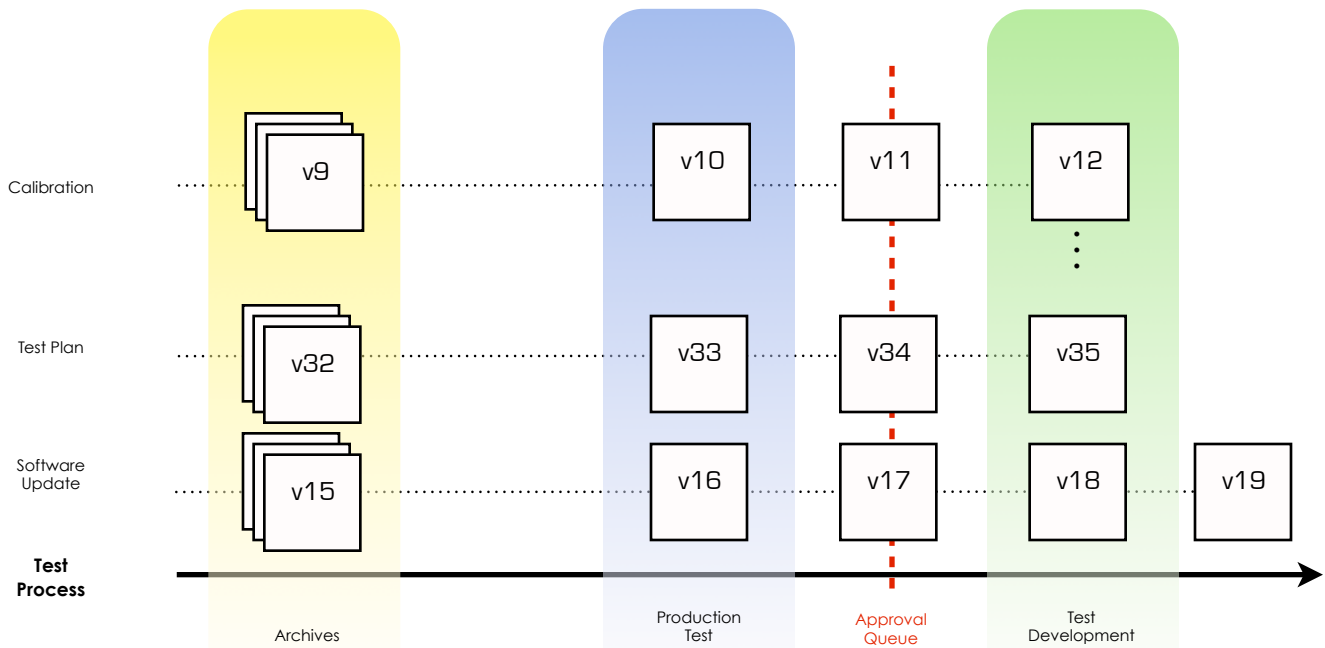 v9
v10
v11
v12
Calibration
v32
v33
v34
v35
Test Plan
v15
v16
v17
v18
v19
Software
Update
Test
Process
Archives
Production
Test
Approval
Queue
Test
Development